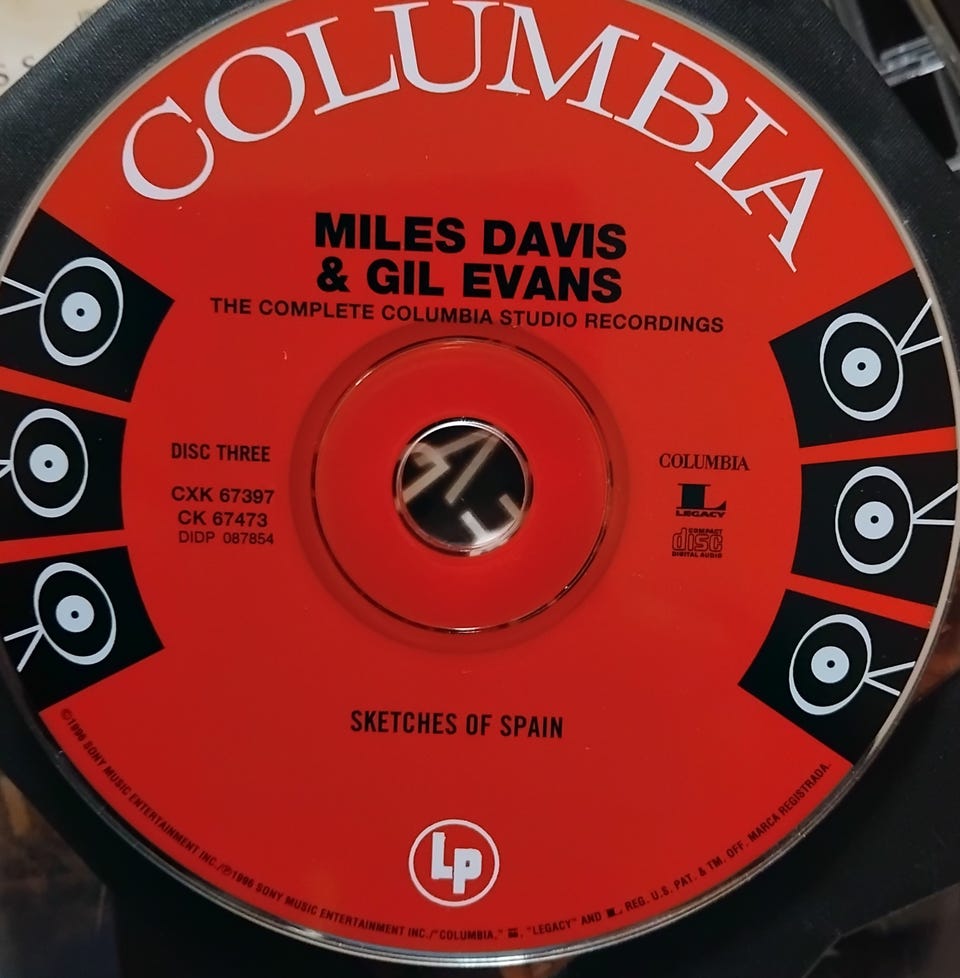 COLUMBIA
MILES DAVIS
& GIL EVANS
THE COMPLETE COLUMBIA STUDIO RECORDINGS
DISC THREE
CXK 67397
CK 67473
DIDP 087854
COLUMBIA
L
LEGACY
COMPACT
disc
DIGITAL AUDIO
SKETCHES OF SPAIN
Lp
©1996 SONY MUSIC ENTERTAINMENT INC./℗1996 SONY MUSIC ENTERTAINMENT INC./"COLUMBIA," , "LEGACY" AND L, REG. U.S. PAT. & TM. OFF. MARCA REGISTRADA.